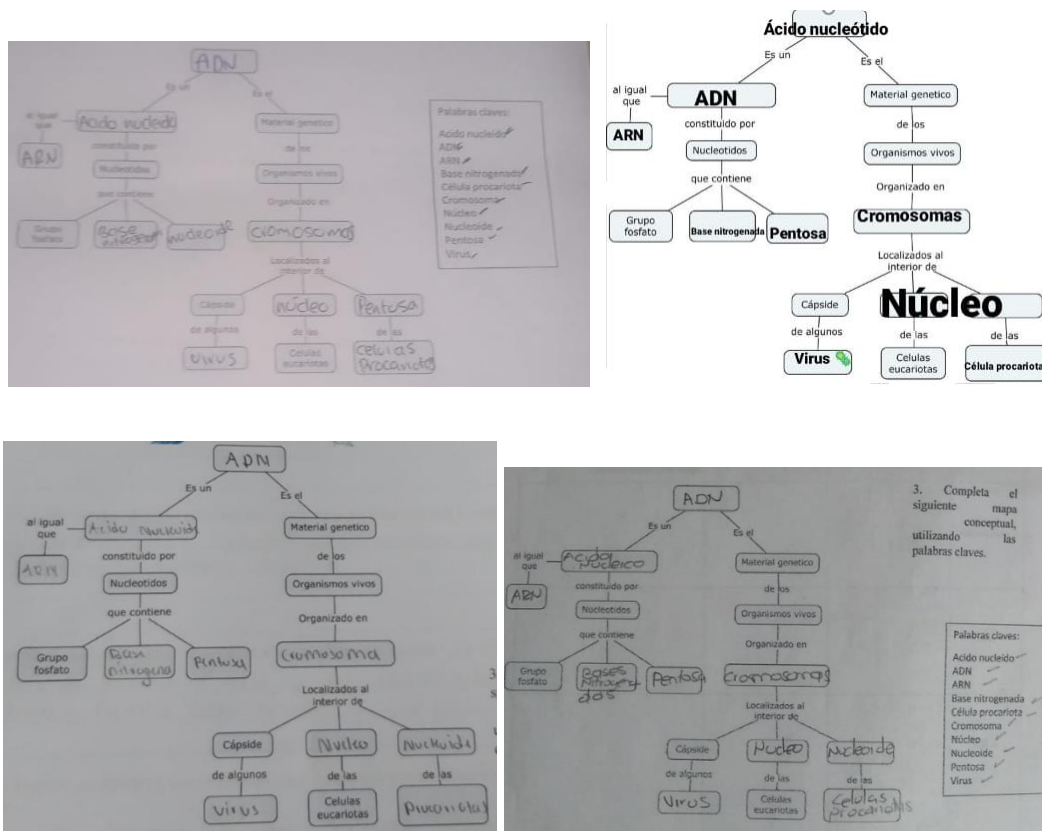 ADN
Es un
Es el
al igual que
Acido nucleido
Material genetico
ARN
constituido por
de los
Nucleotidos
Organismos vivos
que contiene
Organizado en
Grupo fosfato
Base nitrogena
nucleoide
cromosomas
Localizados al interior de
Cápside
núcleo
Pentosa
de algunos
de las
de as
virus
Celulas eucariotas
celulas Procariotes
Palabras claves:
Acido nucleido
ADN
ARN
Base nitrogenada
Célula procariota
Cromosoma
Núcleo
Nucleoide
Pentosa
Virus
Ácido nucleótido
Es un
Es el
al igual que
ADN
Material genetico
ARN
constituido por
de los
Nucleotidos
Organismos vivos
que contiene
Organizado en
Grupo fosfato
Base nitrogenada
Pentosa
Cromosomas
Localizados al
interior de
Cápside
Núcleo
de algunos
de las
de as
Virus
Celulas
eucariotas
Célula procariota
ADN
Es un
Es el
al igual
que
Acido Nucleido
Material genetico
ARN
constituido por
de los
Nucleotidos
Organismos vivos
que contiene
Organizado en
Grupo
fosfato
Base
nitrogena
Pentosa
Cromosoma
Localizados al
interior de
Cápside
Nucleo
Nucleoide
de algunos
de las
de as
virus
Celulas
eucariotas
Procariotas
3. Completa el
siguiente mapa
conceptual,
utilizando las
palabras claves.
ADN
Es un
Es el
al igual
que
Acido
Nucleico
Material genetico
ARN
constituido por
de los
Nucleotidos
Organismos vivos
que contiene
Organizado en
Grupo
fosfato
Bases
Nitrogena
das
Pentosa
Cromosomas
Localizados al
interior de
Cápside
Nucleo
Nucleoide
de algunos
de las
de as
Virus
Celulas
eucariotas
Celulas
procariotas
Palabras claves:
Acido nucleido
ADN
ARN
Base nitrogenada
Célula procariota
Cromosoma
Núcleo
Nucleoide
Pentosa
Virus